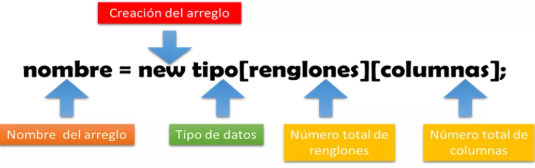 Creación del arreglo
nombre = new tipo[renglones][columnas];
Nombre del arreglo
Tipo de datos
Número total de
renglones
Número total de
columnas